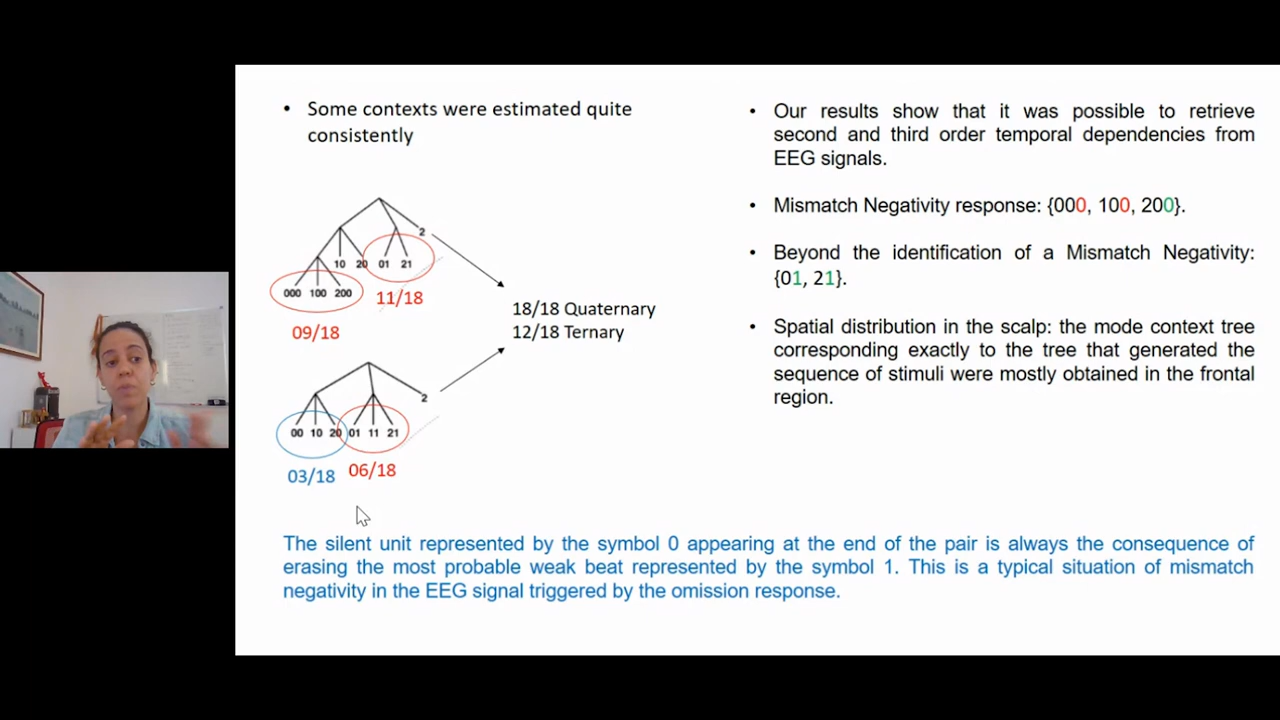 • Some contexts were estimated quite
consistently
2
10 20 01 21
000 100 200
11/18
09/18
18/18 Quaternary
12/18 Ternary
2
00 10 20 01 11 21
03/18 06/18
• Our results show that it was possible to retrieve
second and third order temporal dependencies from
EEG signals.
• Mismatch Negativity response: {000, 100, 200}.
• Beyond the identification of a Mismatch Negativity:
{01, 21}.
• Spatial distribution in the scalp: the mode context tree
corresponding exactly to the tree that generated the
sequence of stimuli were mostly obtained in the frontal
region.
The silent unit represented by the symbol 0 appearing at the end of the pair is always the consequence of
erasing the most probable weak beat represented by the symbol 1. This is a typical situation of mismatch
negativity in the EEG signal triggered by the omission response.